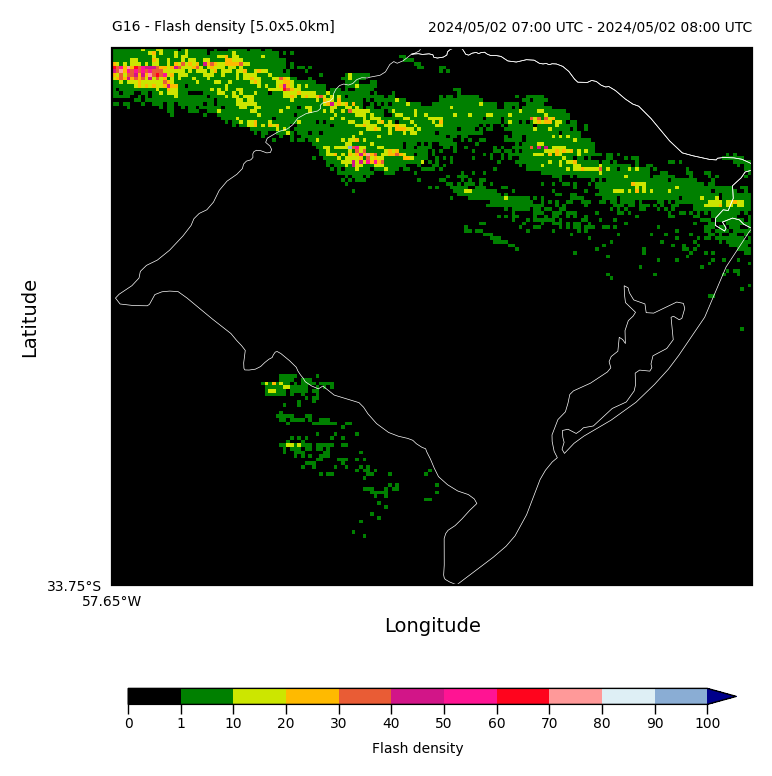 G16 - Flash density [5.0x5.0km]
2024/05/02 07:00 UTC - 2024/05/02 08:00 UTC
Latitude
33.75°S
57.65°W
Longitude
0 1 10 20 30 40 50 60 70 80 90 100
Flash density